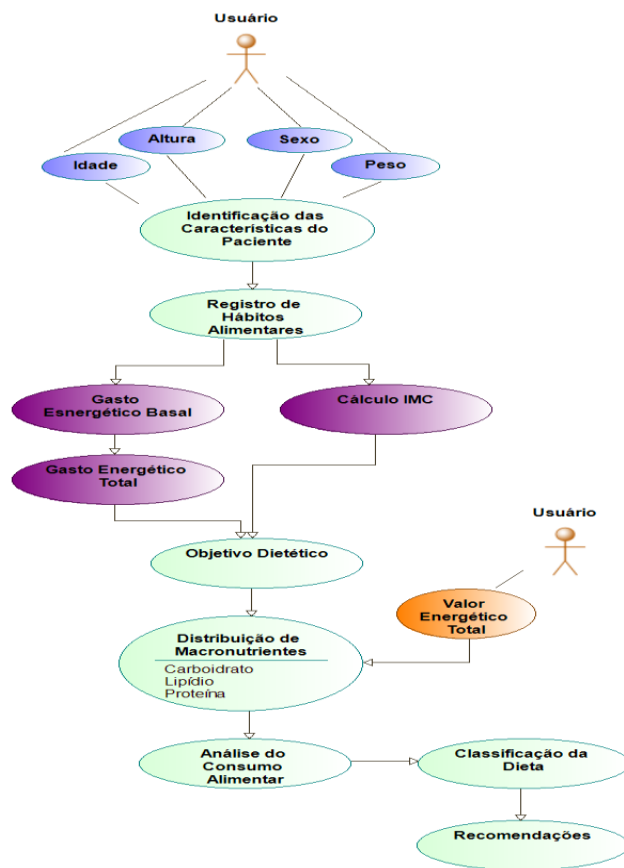 Usuário
Altura
Sexo
Idade
Peso
Identificação das
Características do
Paciente
Registro de
Hábitos
Alimentares
Gasto
Esnergético Basal
Cálculo IMC
Gasto Energético
Total
Usuário
Objetivo Dietético
Valor
Energético
Total
Distribuição de
Macronutrientes
Carboidrato
Lipídio
Proteína
Análise do
Consumo
Alimentar
Classificação da
Dieta
Recomendações